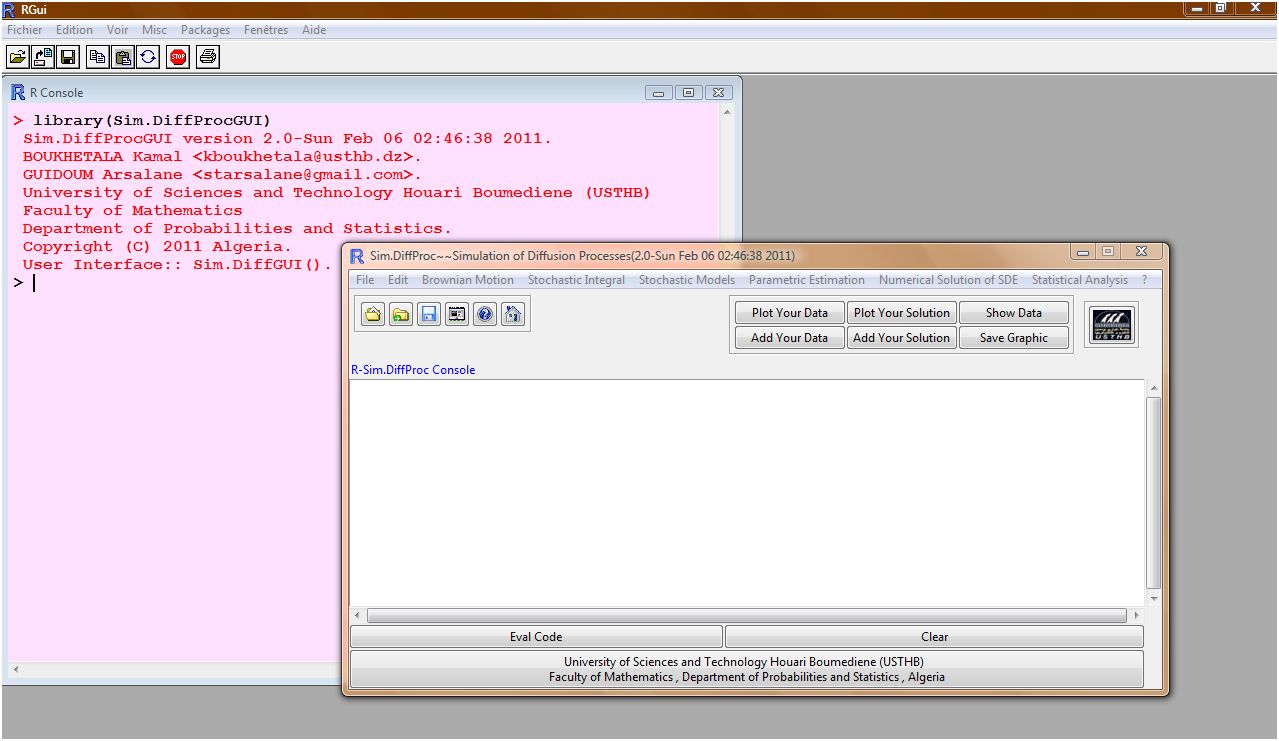 RGui
Fichier Edition Voir Misc Packages Fenêtres Aide
STOP
R Console
> library(Sim.DiffProcGUI)
Sim.DiffProcGUI version 2.0-Sun Feb 06 02:46:38 2011.
BOUKHETALA Kamal <kboukhetala@usthb.dz>.
GUIDOUM Arsalane <starsalane@gmail.com>.
University of Sciences and Technology Houari Boumediene (USTHB)
Faculty of Mathematics
Department of Probabilities and Statistics.
Copyright (C) 2011 Algeria.
User Interface:: Sim.DiffGUI().
>
Sim.DiffProc~~Simulation of Diffusion Processes(2.0-Sun Feb 06 02:46:38 2011)
File Edit Brownian Motion Stochastic Integral Stochastic Models Parametric Estimation Numerical Solution of SDE Statistical Analysis ?
Plot Your Data Plot Your Solution Show Data
Add Your Data Add Your Solution Save Graphic
USTHB
R-Sim.DiffProc Console
Eval Code Clear
University of Sciences and Technology Houari Boumediene (USTHB)
Faculty of Mathematics , Department of Probabilities and Statistics , Algeria